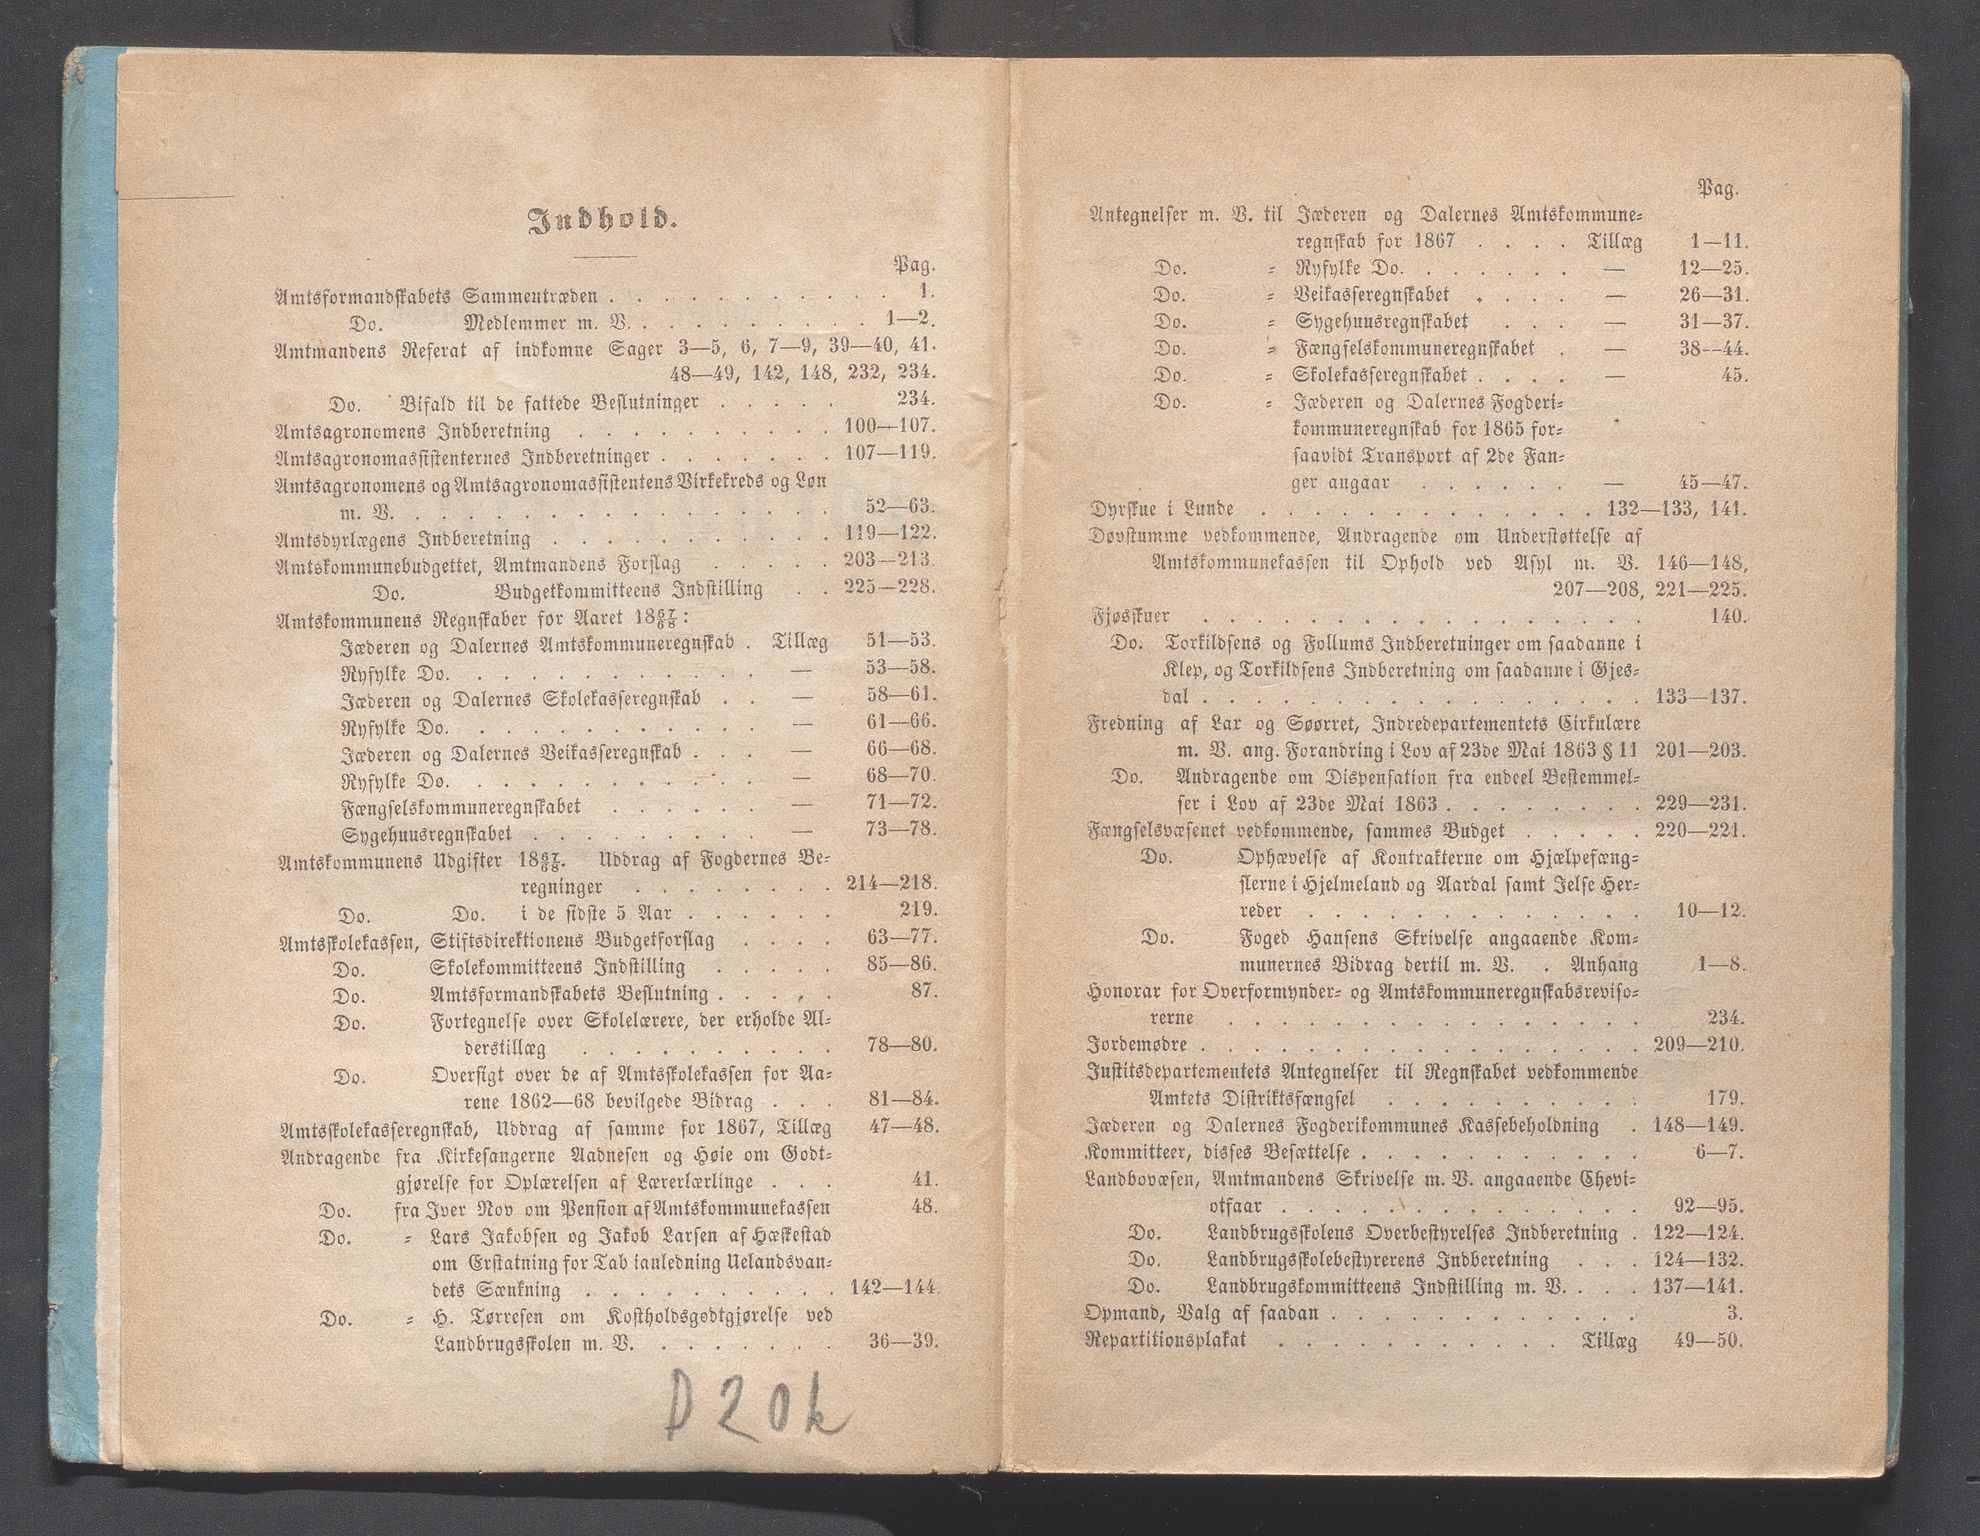 Indhold.
Pag.
Amtsformandskabets Sammentræden . . . . . . . . . . . 1.
Do. Medlemmer m. V. . . . . . . . . . 1—2.
Amtmandens Referat af indkomne Sager 3—5, 6, 7—9, 39—40, 41.
48—49, 142, 148, 232, 234.
Do. Bifald til de fattede Beslutninger . . . . . 234.
Amtsagronomens Indberetning . . . . . . . . . . 100—107.
Amtsagronomassistenternes Indberetninger . . . . . . . 107—119.
Amtsagronomens og Amtsagronomassistentens Virkekreds og Løn
m. V. . . . . . . . . . . . . . . . . 52—63.
Amtsdyrlægens Indberetning . . . . . . . . . . . 119—122.
Amtskommunebudgettet, Amtmandens Forslag . . . . . 203—213.
Do. Budgetkommitteens Indstilling . . 225—228.
Amtskommunens Regnskaber for Aaret 18 67/68:
Jæderen og Dalernes Amtskommuneregnskab . Tillæg 51—53.
Ryfylke Do. . . . . . . . . . . . — 53—58.
Jæderen og Dalernes Skolekasseregnskab . . — 58—61.
Ryfylke Do. . . . . . . . . . . . — 61—66.
Jæderen og Dalernes Veikasseregnskab . . . — 66—68.
Ryfylke Do. . . . . . . . . . . . — 68—70.
Fængselskommuneregnskabet . . . . . . — 71—72.
Sygehuusregnskabet . . . . . . . . . — 73—78.
Amtskommunens Udgifter 18 67/68. Uddrag af Fogdernes Be-
regninger . . . . . . . . 214—218.
Do. Do. i de sidste 5 Aar . . . . . . 219.
Amtsskolekassen, Stiftsdirektionens Budgetforslag . . . . 63—77.
Do. Skolekommitteens Indstilling . . . . . 85—86.
Do. Amtsformandskabets Beslutning . . . . . 87.
Do. Fortegnelse over Skolelærere, der erholde Al-
derstillæg . . . . . . . . . . 78—80.
Do. Oversigt over de af Amtsskolekassen for Aa-
rene 1862—68 bevilgede Bidrag . . . 81—84.
Amtsskolekasseregnskab, Uddrag af samme for 1867, Tillæg 47—48.
Andragende fra Kirkesangerne Aadnesen og Høie om Godt-
gjørelse for Oplærelsen af Lærerlærlinge . . . 41.
Do. fra Iver Nov om Pension af Amtskommunekassen 48.
Do. = Lars Jakobsen og Jakob Larsen af Hæskestad
om Erstatning for Tab ianledning Uelandsvan-
dets Sænkning . . . . . . . . . . 142—144.
Do. = H. Tørresen om Kostholdsgodtgjørelse ved
Landbrugsskolen m. V. . . . . . . . 36—39.
D 20 k
Pag.
Antegnelser m. V. til Jæderen og Dalernes Amtskommune-
regnskab for 1867 . . . . Tillæg 1—11.
Do. = Ryfylke Do. . . . . . . — 12—25.
Do. = Veikasseregnskabet . . . . — 26—31.
Do. = Sygehuusregnskabet . . . — 31—37.
Do. = Fængselskommuneregnskabet . — 38—44.
Do. = Skolekasseregnskabet . . . . — 45.
Do. = Jæderen og Dalernes Fogderi-
kommuneregnskab for 1865 for-
saavidt Transport af 2de Fan-
ger angaar . . . . . . — 45—47.
Dyrskue i Lunde . . . . . . . . . . . . . 132—133, 141.
Døvstumme vedkommende, Andragende om Understøttelse af
Amtskommunekassen til Ophold ved Asyl m. V. 146—148,
207—208, 221—225.
Fjøsskuer . . . . . . . . . . . . . . . . . 140.
Do. Torkildsens og Follums Indberetninger om saadanne i
Klep, og Torkildsens Indberetning om saadanne i Gjes-
dal . . . . . . . . . . . . . . . . . 133—137.
Fredning af Lax og Søørret, Indredepartementets Cirkulære
m. V. ang. Forandring i Lov af 23de Mai 1863 § 11 201—203.
Do. Andragende om Dispensation fra endeel Bestemmel-
ser i Lov af 23de Mai 1863 . . . . . . . . 229—231.
Fængselsvæsenet vedkommende, sammes Budget . . . . . 220—221.
Do. Ophævelse af Kontrakterne om Hjælpefæng-
slerne i Hjelmeland og Aardal samt Jelse Her-
reder . . . . . . . . . . . . . 10—12.
Do. Foged Hansens Skrivelse angaaende Kom-
munernes Bidrag dertil m. V. . Anhang 1—8.
Honorar for Overformynder- og Amtskommuneregnskabsreviso-
rerne . . . . . . . . . . . . . . . . 234.
Jordemødre . . . . . . . . . . . . . . . . . 209—210.
Justitsdepartementets Antegnelser til Regnskabet vedkommende
Amtets Distriktsfængsel . . . . . . . . . . 179.
Jæderen og Dalernes Fogderikommunes Kassebeholdning . 148—149.
Kommitteer, disses Besættelse . . . . . . . . . . . 6—7.
Landbovæsen, Amtmandens Skrivelse m. V. angaaende Chevi-
otfaar . . . . . . . . . . . . . . 92—95.
Do. Landbrugsskolens Overbestyrelses Indberetning . 122—124.
Do. Landbrugsskolebestyrerens Indberetning . . . 124—132.
Do. Landbrugskommitteens Indstilling m. V. . . . 137—141.
Opmand, Valg af saadan . . . . . . . . . . . . 3.
Repartitionsplakat . . . . . . . . . . . Tillæg 49—50.